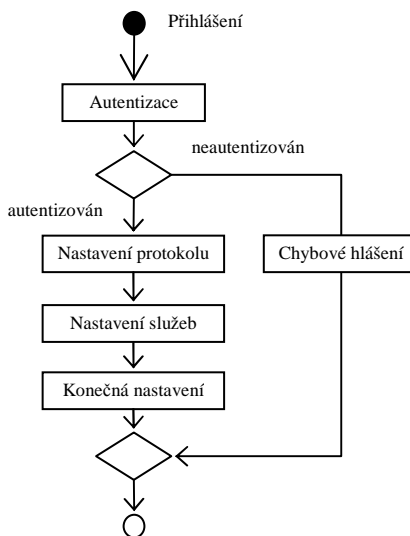 Přihlášení
Autentizace
neautentizován
autentizován
Nastavení protokolu
Chybové hlášení
Nastavení služeb
Konečná nastavení